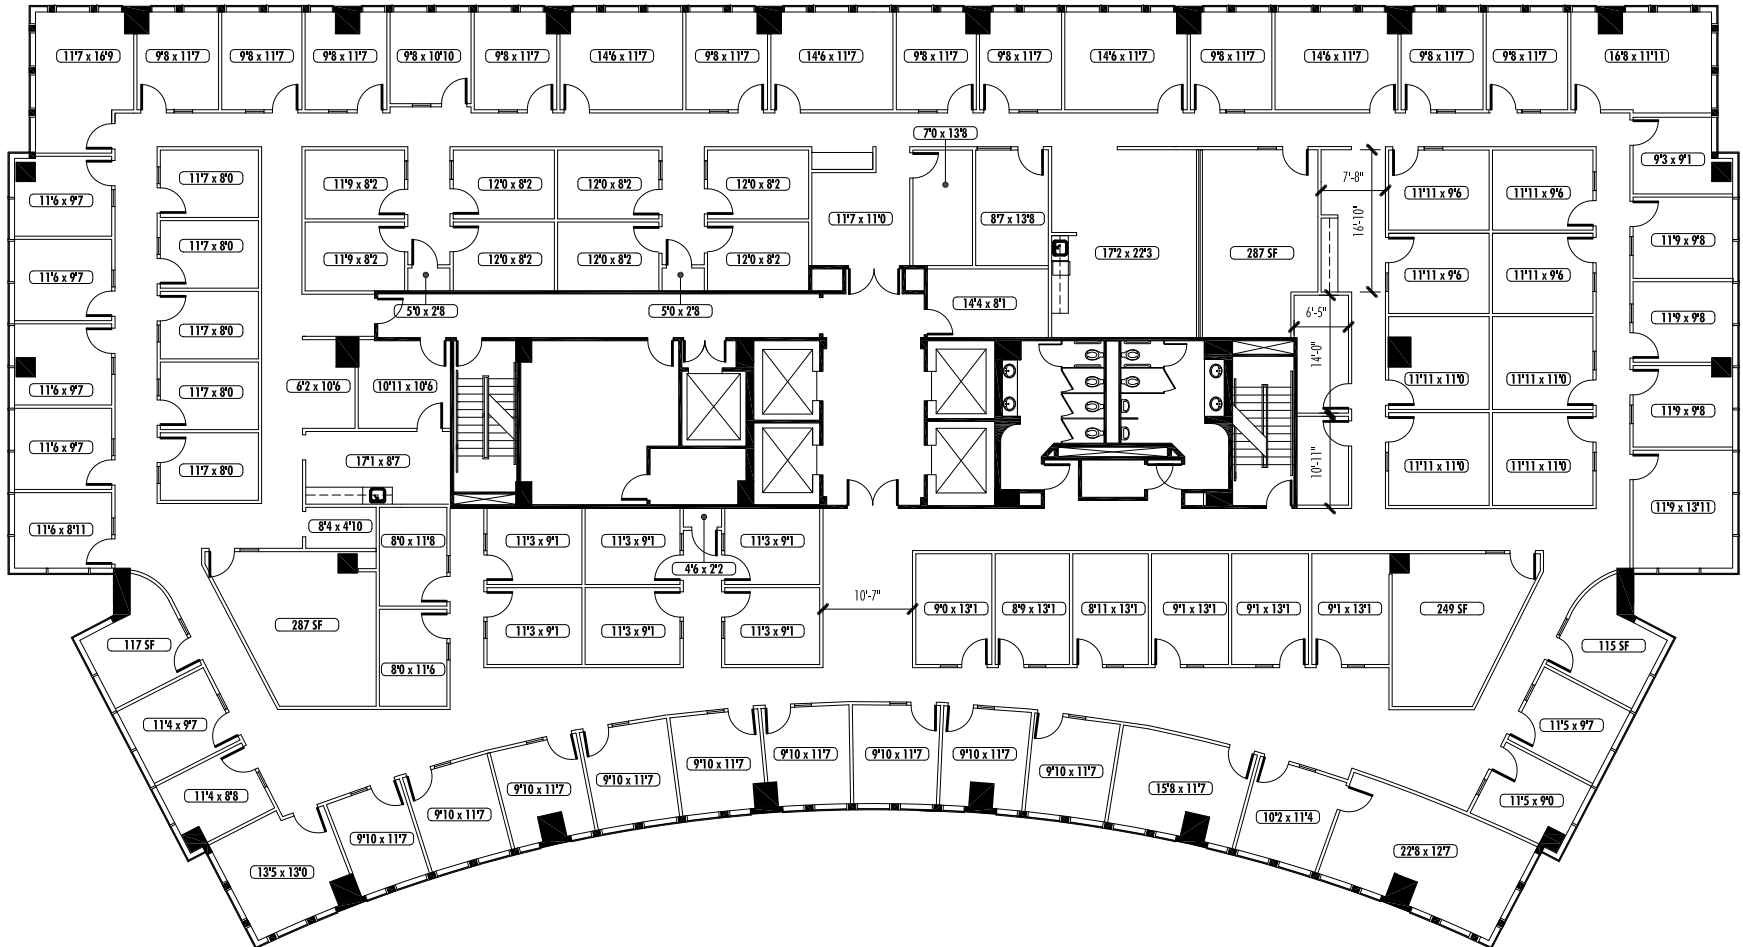 11'7 x 16'9
9'8 x 11'7
9'8 x 11'7
9'8 x 11'7
9'8 x 10'10
9'8 x 11'7
14'6 x 11'7
9'8 x 11'7
14'6 x 11'7
9'8 x 11'7
9'8 x 11'7
14'6 x 11'7
9'8 x 11'7
14'6 x 11'7
9'8 x 11'7
9'8 x 11'7
16'8 x 11'11
7'0 x 13'8
9'3 x 9'1
11'7 x 8'0
11'9 x 8'2
12'0 x 8'2
12'0 x 8'2
12'0 x 8'2
7'-8"
11'11 x 9'6
11'11 x 9'6
11'6 x 9'7
11'7 x 11'0
8'7 x 13'8
16'-10"
11'7 x 8'0
11'9 x 8'2
12'0 x 8'2
12'0 x 8'2
12'0 x 8'2
17'2 x 22'3
287 SF
11'9 x 9'8
11'6 x 9'7
11'11 x 9'6
11'11 x 9'6
5'0 x 2'8
5'0 x 2'8
14'4 x 8'1
6'-5"
11'9 x 9'8
11'7 x 8'0
14'-0"
11'6 x 9'7
11'7 x 8'0
6'2 x 10'6
10'11 x 10'6
11'11 x 11'0
11'11 x 11'0
11'9 x 9'8
11'6 x 9'7
11'7 x 8'0
17'1 x 8'7
10'-11"
11'11 x 11'0
11'11 x 11'0
11'9 x 13'11
11'6 x 8'11
8'4 x 4'10
8'0 x 11'8
11'3 x 9'1
11'3 x 9'1
11'3 x 9'1
4'6 x 2'2
10'-7"
9'0 x 13'1
8'9 x 13'1
8'11 x 13'1
9'1 x 13'1
9'1 x 13'1
9'1 x 13'1
249 SF
287 SF
11'3 x 9'1
11'3 x 9'1
11'3 x 9'1
117 SF
115 SF
8'0 x 11'6
11'4 x 9'7
11'5 x 9'7
9'10 x 11'7
9'10 x 11'7
9'10 x 11'7
9'10 x 11'7
9'10 x 11'7
9'10 x 11'7
9'10 x 11'7
15'8 x 11'7
11'4 x 8'8
11'5 x 9'0
9'10 x 11'7
10'2 x 11'4
9'10 x 11'7
22'8 x 12'7
13'5 x 13'0